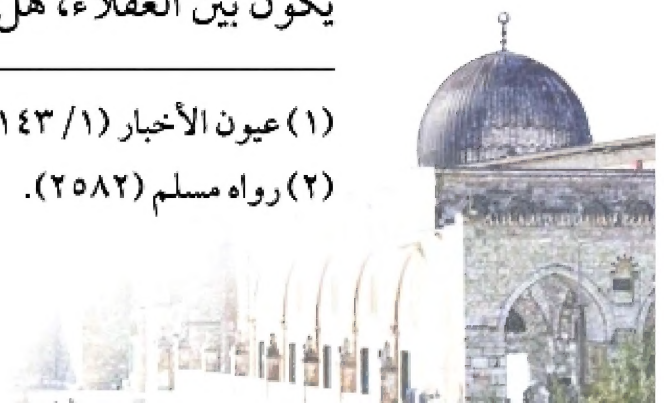 يكون بين العقلاء، هل
(١) عيون الأخبار (١/ ١٤٣
(٢) رواه مسلم (٢٥٨٢).